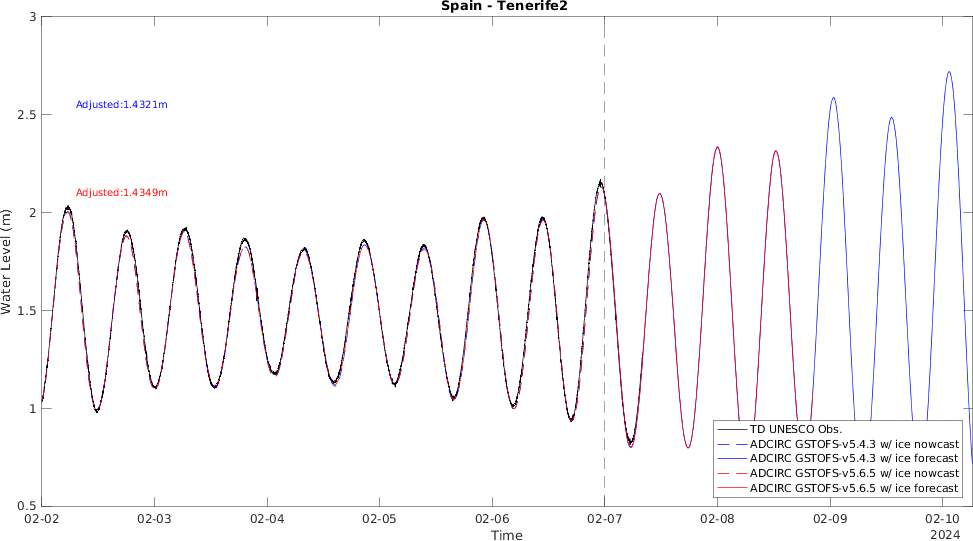 Spain - Tenerife2
3
2.5
2
1.5
1
0.5
Water Level (m)
Adjusted:1.4321m
Adjusted:1.4349m
TD UNESCO Obs.
ADCIRC GSTOFS-v5.4.3 w/ ice nowcast
ADCIRC GSTOFS-v5.4.3 w/ ice forecast
ADCIRC GSTOFS-v5.6.5 w/ ice nowcast
ADCIRC GSTOFS-v5.6.5 w/ ice forecast
02-02 02-03 02-04 02-05 02-06 02-07 02-08 02-09 02-10
Time
2024